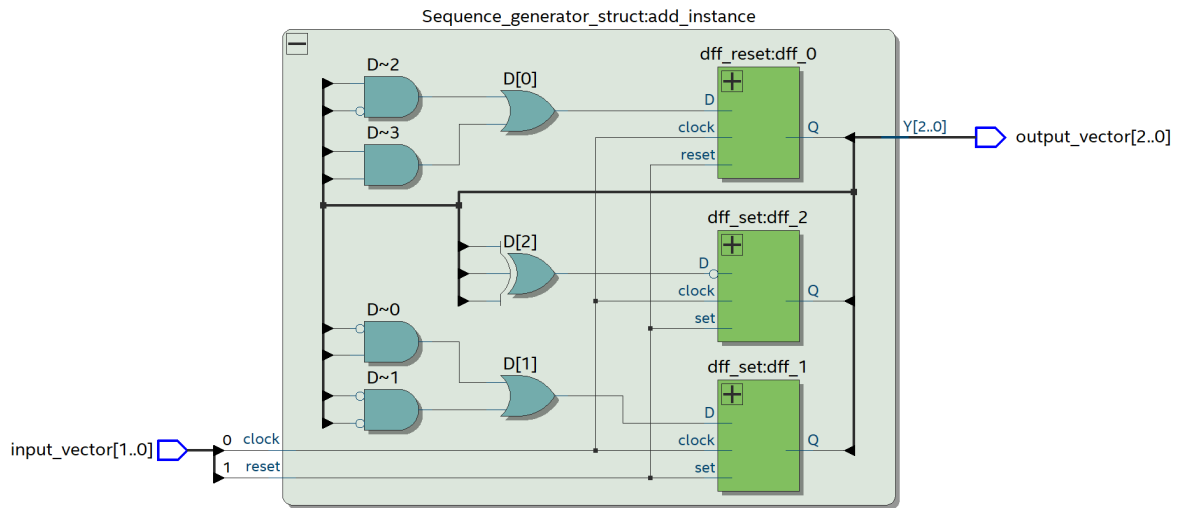 Sequence_generator_struct:add_instance
dff_reset:dff_0
D~2
D[0]
D
clock
Q
Y[2..0]
output_vector[2..0]
D~3
reset
dff_set:dff_2
D[2]
D
clock
Q
set
D~0
D[1]
dff_set:dff_1
D~1
D
input_vector[1..0]
0 clock
clock
Q
1 reset
set